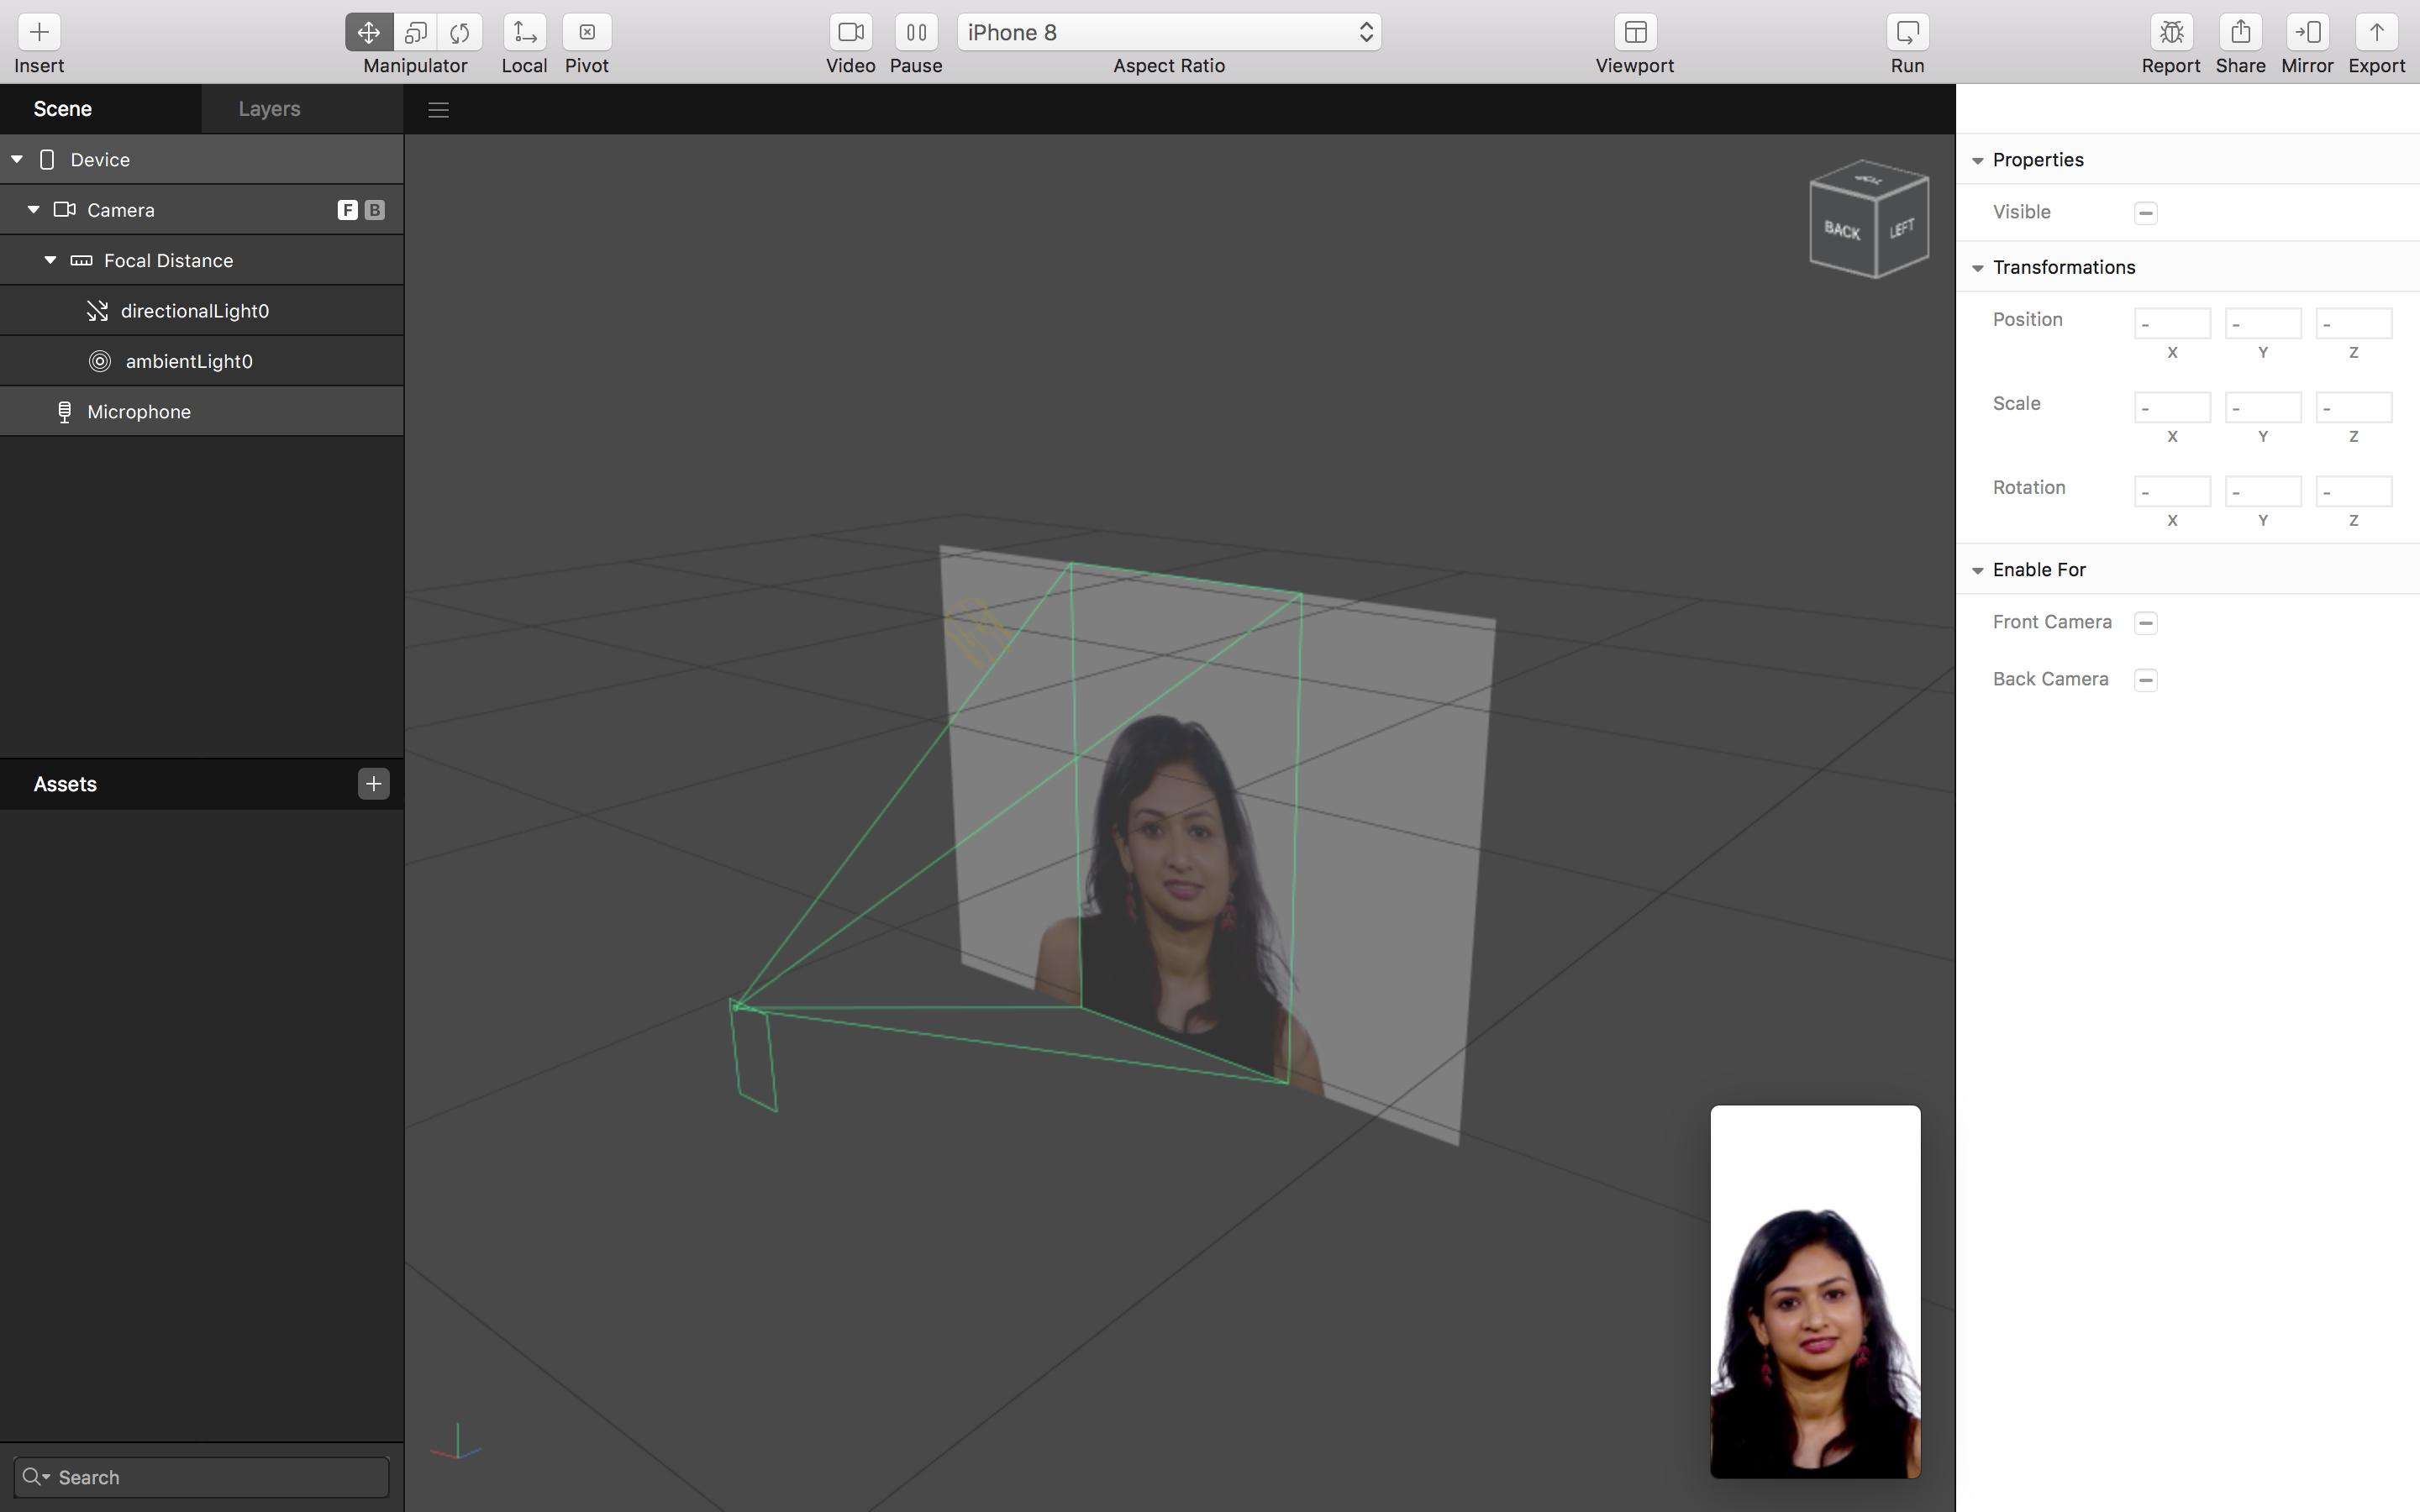 Insert
Manipulator
Local
Pivot
Video
Pause
iPhone 8
Aspect Ratio
Viewport
Run
Report
Share
Mirror
Export
Scene
Layers
Device
Camera
F B
Focal Distance
directionalLight0
ambientLight0
Microphone
Assets
Search
TOP
BACK
LEFT
Properties
Visible
Transformations
Position
- - -
X Y Z
Scale
- - -
X Y Z
Rotation
- - -
X Y Z
Enable For
Front Camera
Back Camera